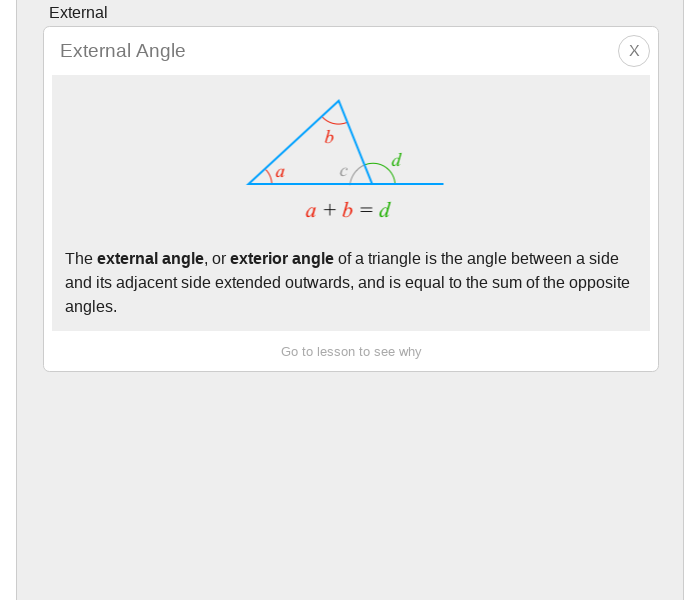 External
External Angle
X
b
a
c
d
a + b = d
The external angle, or exterior angle of a triangle is the angle between a side
and its adjacent side extended outwards, and is equal to the sum of the opposite
angles.
Go to lesson to see why